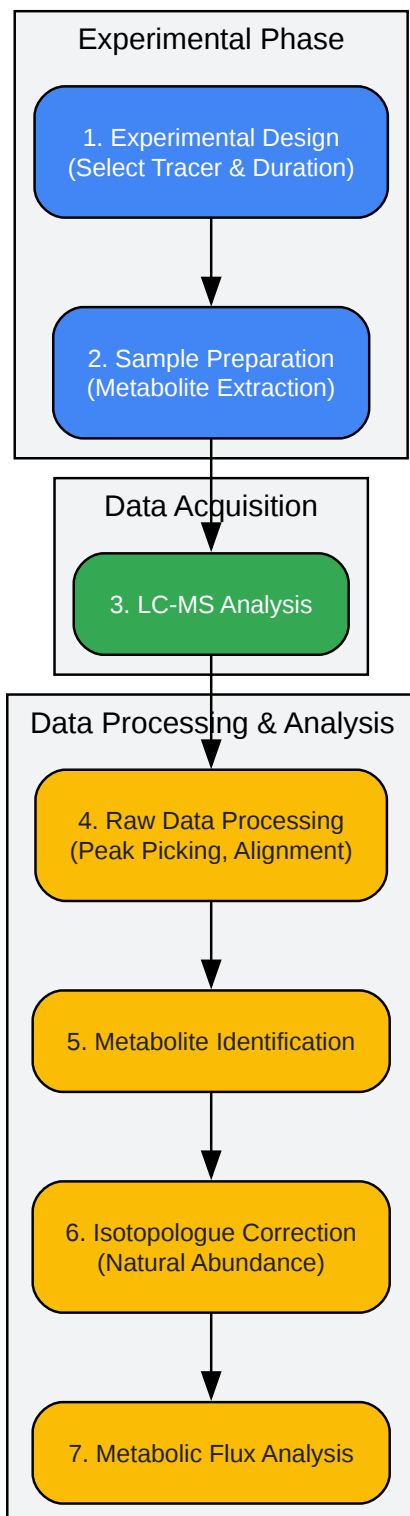 Experimental Phase
1. Experimental Design
(Select Tracer & Duration)
2. Sample Preparation
(Metabolite Extraction)
Data Acquisition
3. LC-MS Analysis
Data Processing & Analysis
4. Raw Data Processing
(Peak Picking, Alignment)
5. Metabolite Identification
6. Isotopologue Correction
(Natural Abundance)
7. Metabolic Flux Analysis